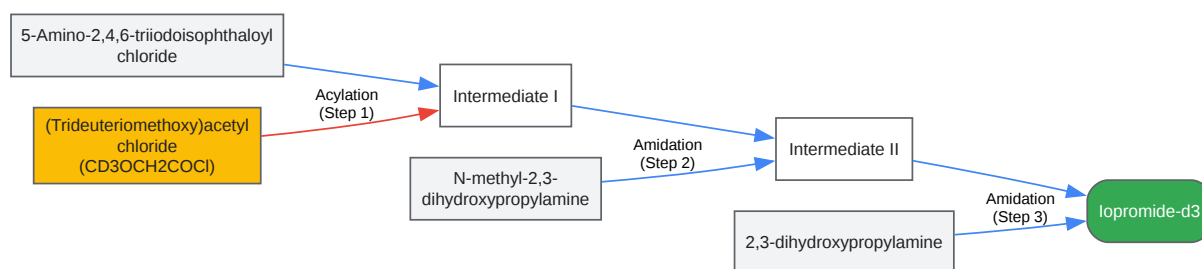 5-Amino-2,4,6-triiodoisophthaloyl
chloride
(Trideuteriomethoxy)acetyl
chloride
(CD3OCH2COCl)
Acylation
(Step 1)
Intermediate I
N-methyl-2,3-
dihydroxypropylamine
Amidation
(Step 2)
Intermediate II
2,3-dihydroxypropylamine
Amidation
(Step 3)
Iopromide-d3